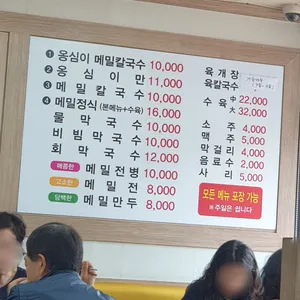 ① 옹심이 메밀칼국수 10,000
② 옹심이만 11,000
③ 메밀칼국수 10,000
④ 메밀정식 (본메뉴+수육) 16,000
물막국수 10,000
비빔막국수 10,000
회막국수 12,000
매콤한 메밀전병 10,000
고소한 메밀전 8,000
담백한 메밀만두 8,000
육개장
육칼국수
수육 中 22,000
大 32,000
소주 4,000
맥주 5,000
막걸리 4,000
음료수 2,000
사리 5,000
모든 메뉴 포장 가능
※ 주일은 쉽니다